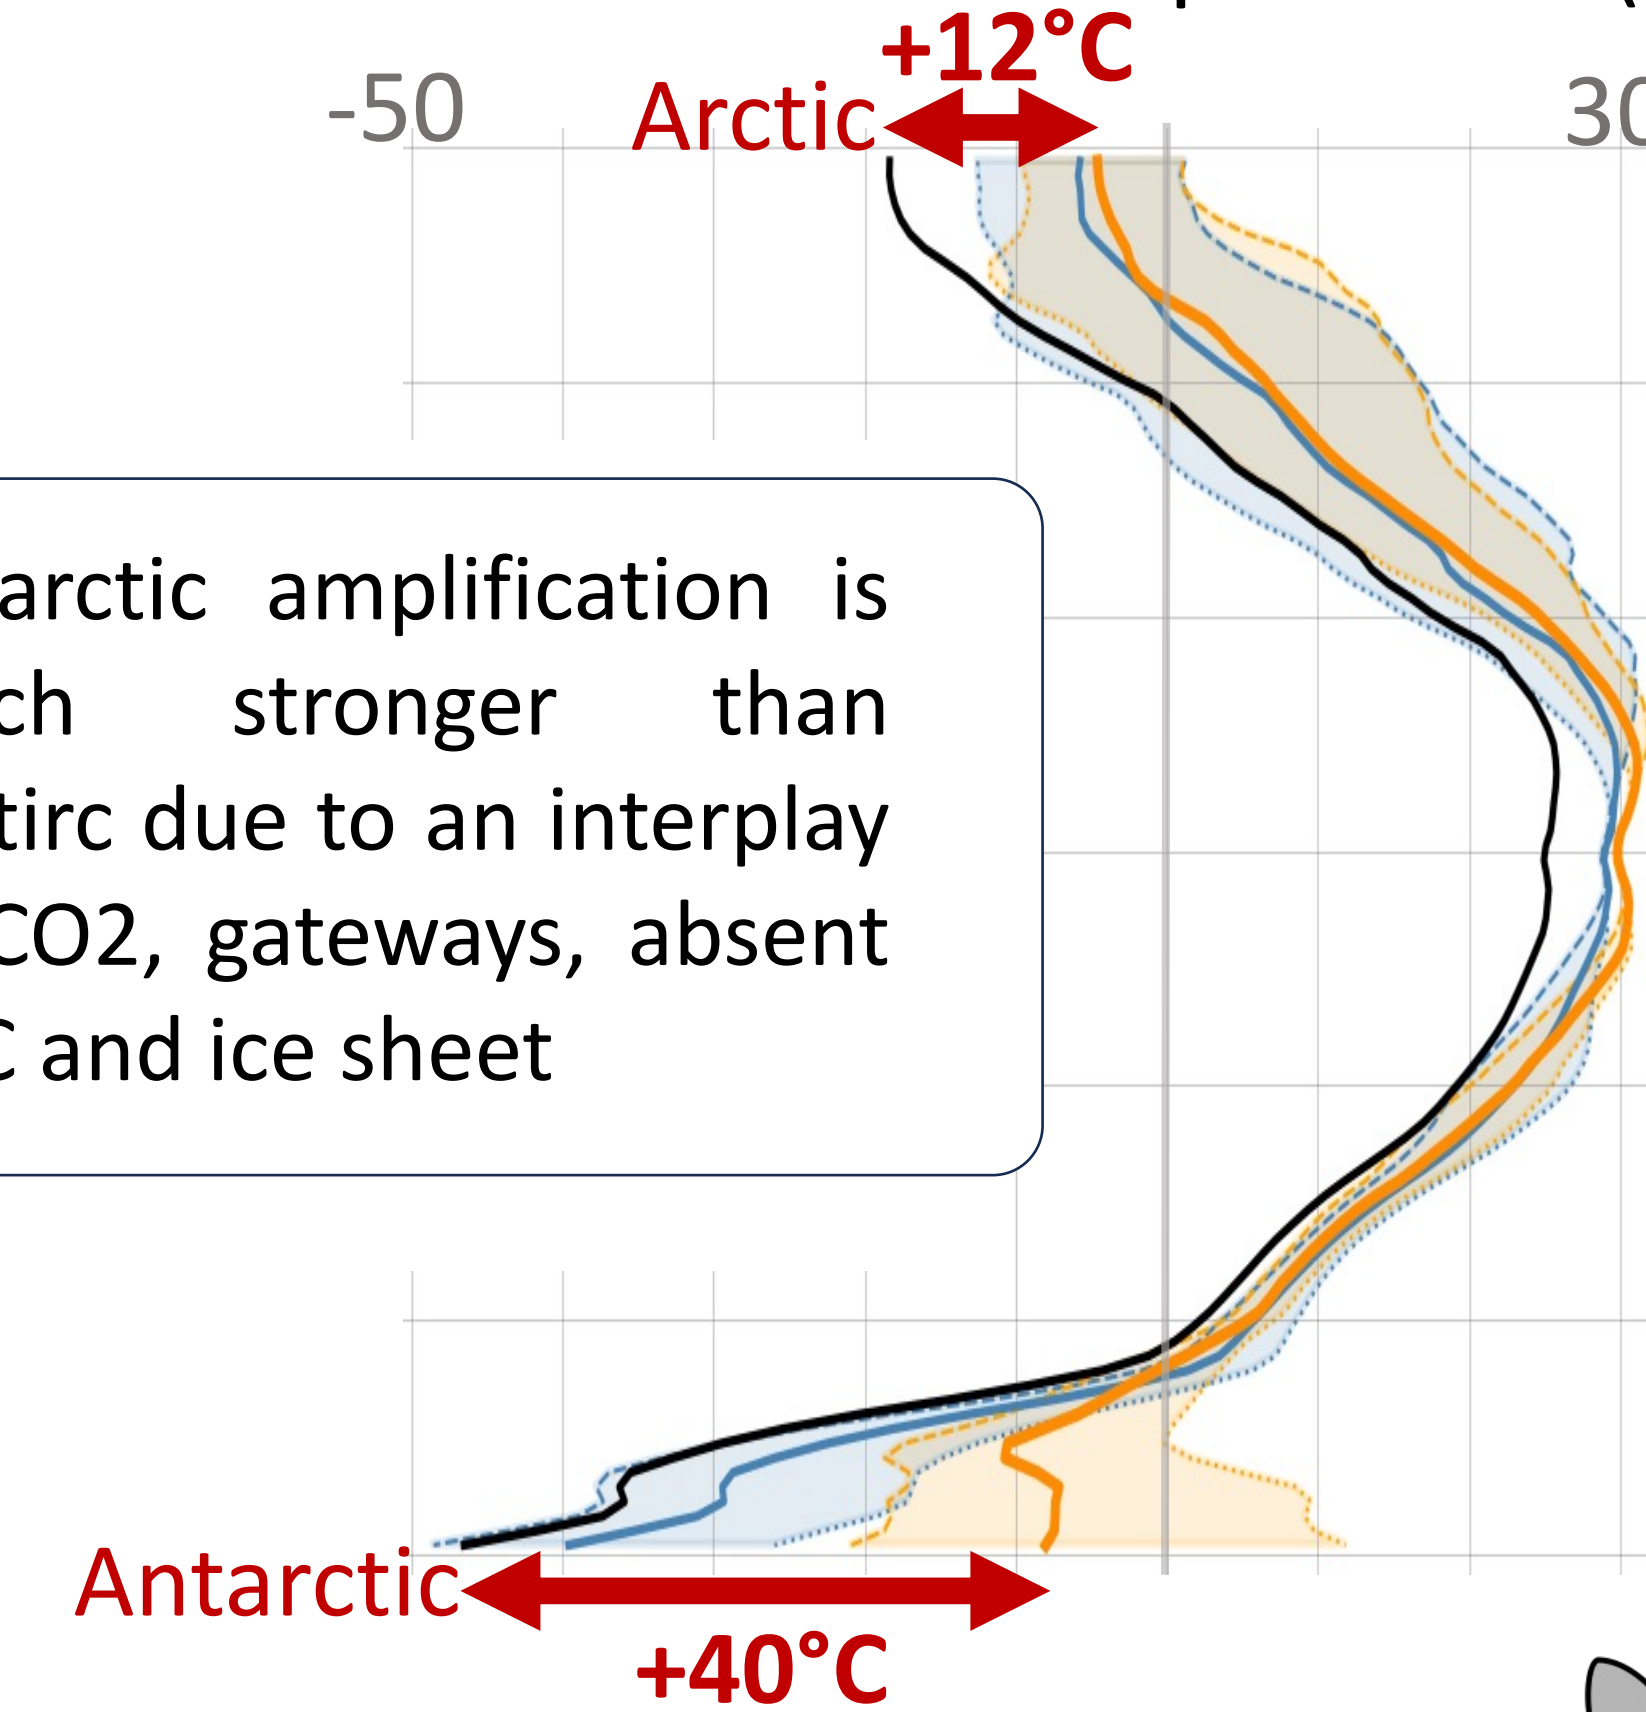 +12°C
-50
Arctic
30
arctic amplification is
ch stronger than
tirc due to an interplay
CO2, gateways, absent
C and ice sheet
Antarctic
+40°C